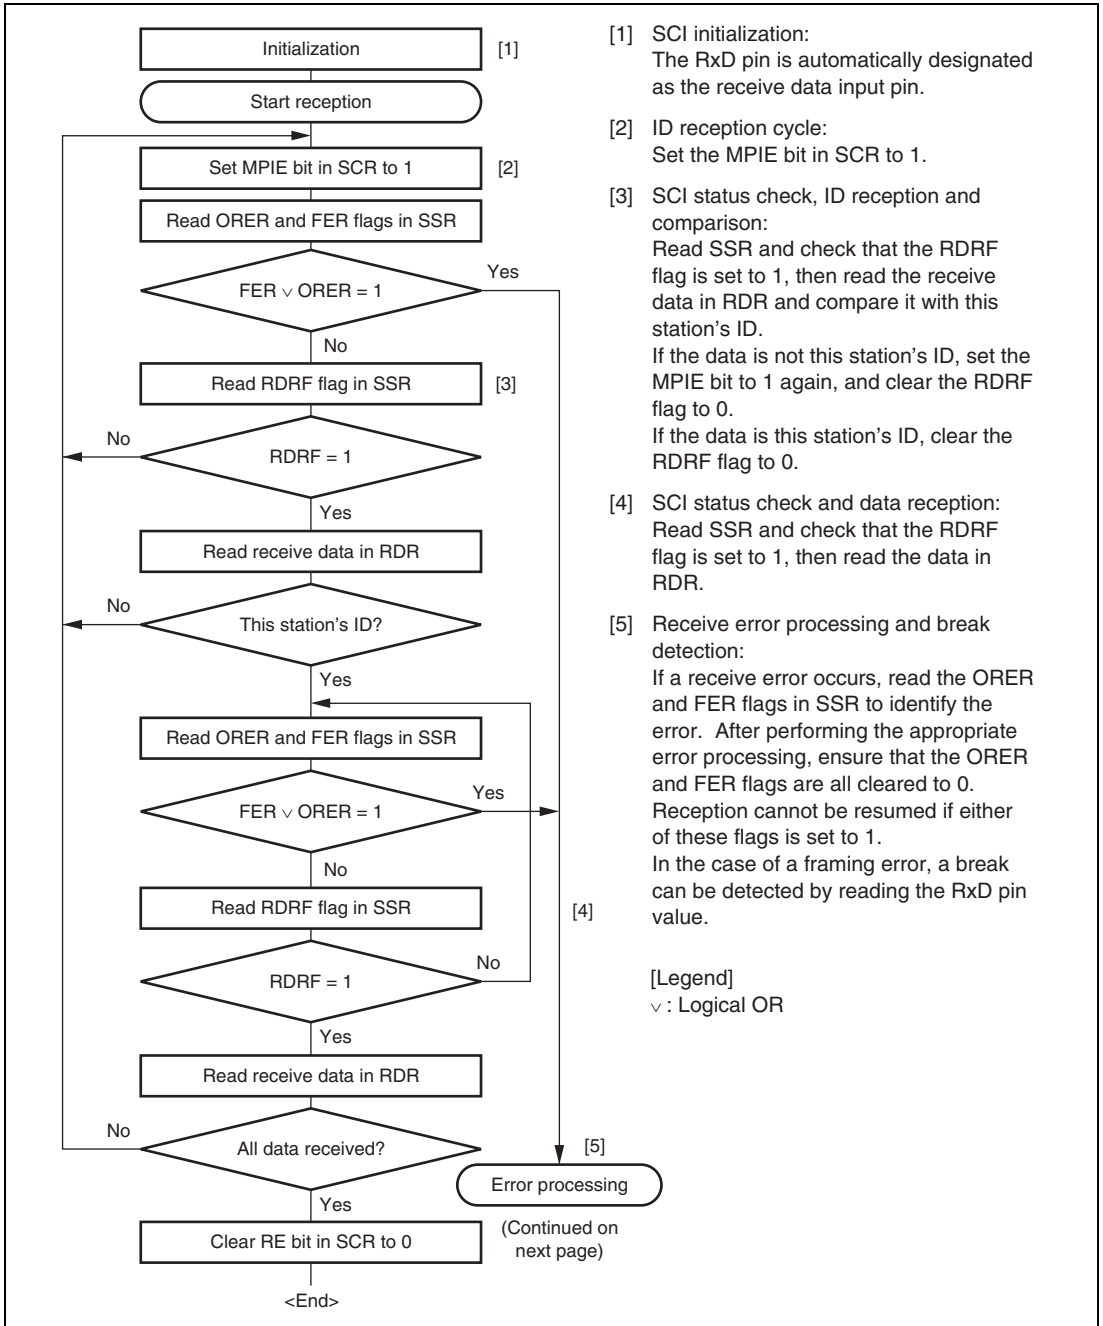 Initialization
[1]
Start reception
Set MPIE bit in SCR to 1
[2]
Read ORER and FER flags in SSR
FER ∨ ORER = 1
Yes
No
Read RDRF flag in SSR
[3]
No
RDRF = 1
Yes
Read receive data in RDR
No
This station's ID?
Yes
Read ORER and FER flags in SSR
FER ∨ ORER = 1
Yes
No
Read RDRF flag in SSR
[4]
RDRF = 1
No
Yes
Read receive data in RDR
No
All data received?
[5]
Error processing
Yes
(Continued on
next page)
Clear RE bit in SCR to 0
<End>
[1] SCI initialization:
The RxD pin is automatically designated
as the receive data input pin.
[2] ID reception cycle:
Set the MPIE bit in SCR to 1.
[3] SCI status check, ID reception and
comparison:
Read SSR and check that the RDRF
flag is set to 1, then read the receive
data in RDR and compare it with this
station's ID.
If the data is not this station's ID, set the
MPIE bit to 1 again, and clear the RDRF
flag to 0.
If the data is this station's ID, clear the
RDRF flag to 0.
[4] SCI status check and data reception:
Read SSR and check that the RDRF
flag is set to 1, then read the data in
RDR.
[5] Receive error processing and break
detection:
If a receive error occurs, read the ORER
and FER flags in SSR to identify the
error. After performing the appropriate
error processing, ensure that the ORER
and FER flags are all cleared to 0.
Reception cannot be resumed if either
of these flags is set to 1.
In the case of a framing error, a break
can be detected by reading the RxD pin
value.
[Legend]
∨ : Logical OR